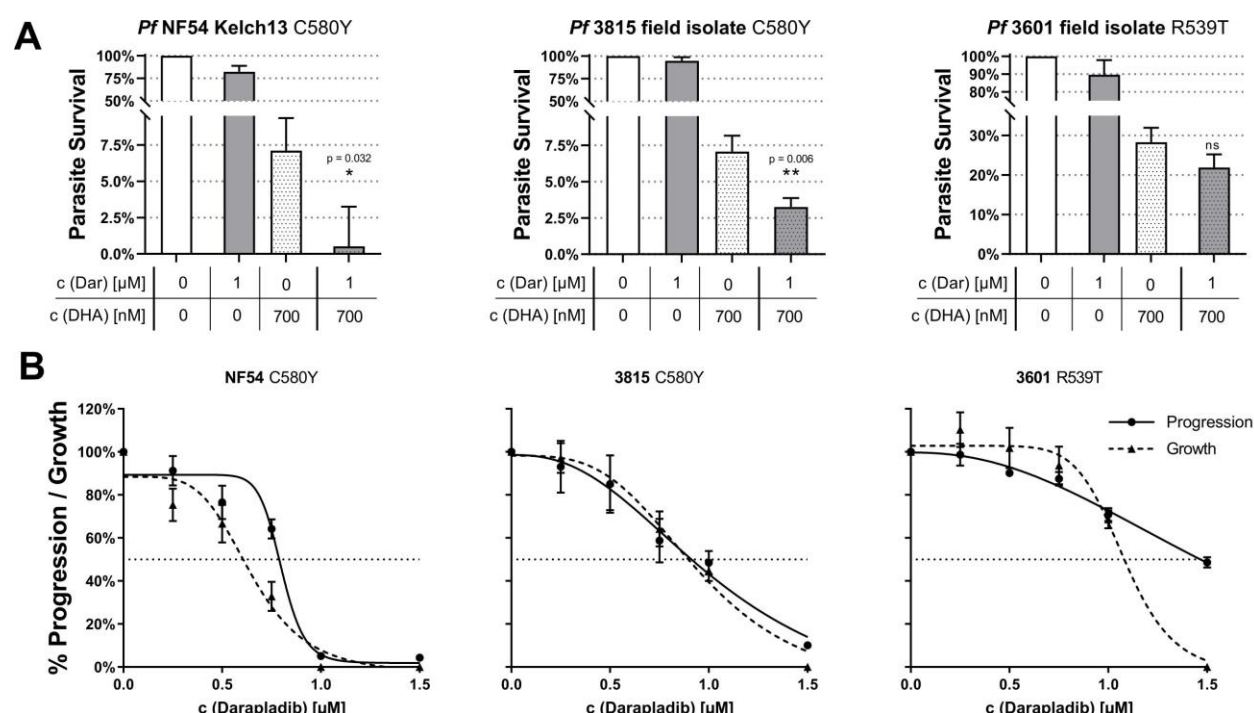 A
Pf NF54 Kelch13 C580Y
Parasite Survival
100%
75%
50%
7.5%
5.0%
2.5%
0.0%
p = 0.032
*
c (Dar) [µM] 0 1 0 1
c (DHA) [nM] 0 0 700 700
Pf 3815 field isolate C580Y
Parasite Survival
100%
75%
50%
7.5%
5.0%
2.5%
0.0%
p = 0.006
**
c (Dar) [µM] 0 1 0 1
c (DHA) [nM] 0 0 700 700
Pf 3601 field isolate R539T
Parasite Survival
100%
90%
80%
30%
20%
10%
0%
ns
c (Dar) [µM] 0 1 0 1
c (DHA) [nM] 0 0 700 700
B
NF54 C580Y
% Progression / Growth
120%
100%
80%
60%
40%
20%
0%
0.0 0.5 1.0 1.5
c (Darapladib) [µM]
3815 C580Y
0.0 0.5 1.0 1.5
c (Darapladib) [µM]
3601 R539T
Progression
Growth
0.0 0.5 1.0 1.5
c (Darapladib) [µM]